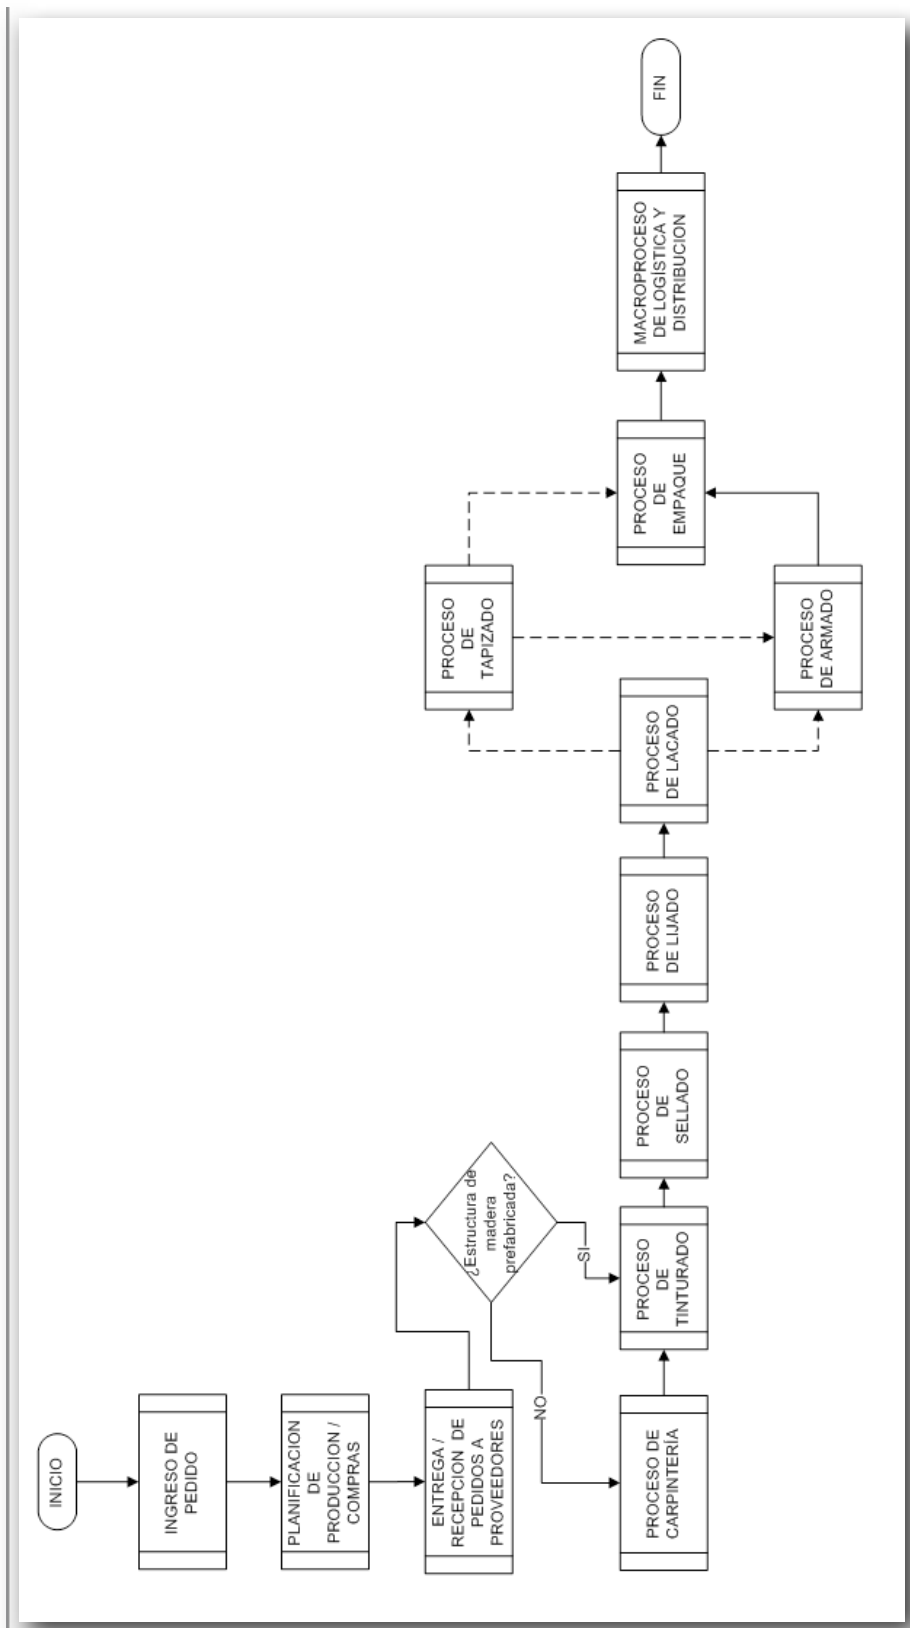 INICIO
INGRESO DE
PEDIDO
PLANIFICACION
DE
PRODUCCION /
COMPRAS
ENTREGA /
RECEPCION DE
PEDIDOS A
PROVEEDORES
¿Estructura de
madera
prefabricada?
SI
NO
PROCESO DE
CARPINTERÍA
PROCESO
DE
TINTURADO
PROCESO
DE
SELLADO
PROCESO
DE LIJADO
PROCESO
DE LACADO
PROCESO
DE
TAPIZADO
PROCESO
DE ARMADO
PROCESO
DE
EMPAQUE
MACROPROCESO
DE LOGÍSTICA Y
DISTRIBUCION
FIN